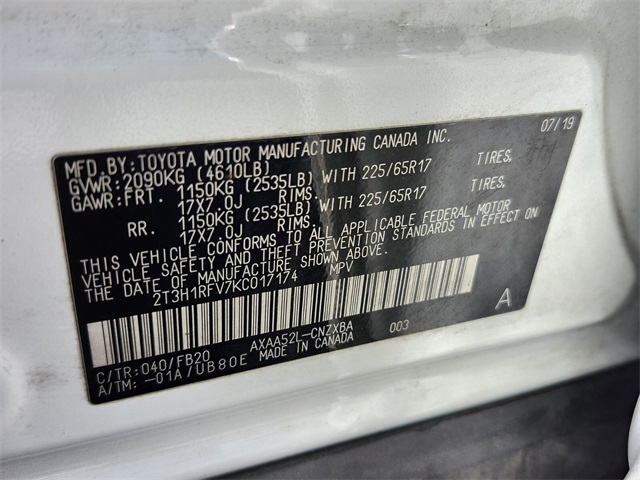 MFD.BY:TOYOTA MOTOR MANUFACTURING CANADA INC. 07/19
GVWR:2090KG (4610LB)
GAWR:FRT. 1150KG (2535LB) WITH 225/65R17 TIRES,
17X7.0J RIMS.
RR. 1150KG (2535LB) WITH 225/65R17 TIRES,
17X7.0J RIMS.
THIS VEHICLE CONFORMS TO ALL APPLICABLE FEDERAL MOTOR
VEHICLE SAFETY AND THEFT PREVENTION STANDARDS IN EFFECT ON
THE DATE OF MANUFACTURE SHOWN ABOVE.
2T3H1RFV7KC017174 MPV
A
AXAA52L-CNZXBA 003
C/TR:040/FB20 MADE IN CANADA
A/TM:-01A/UB80E